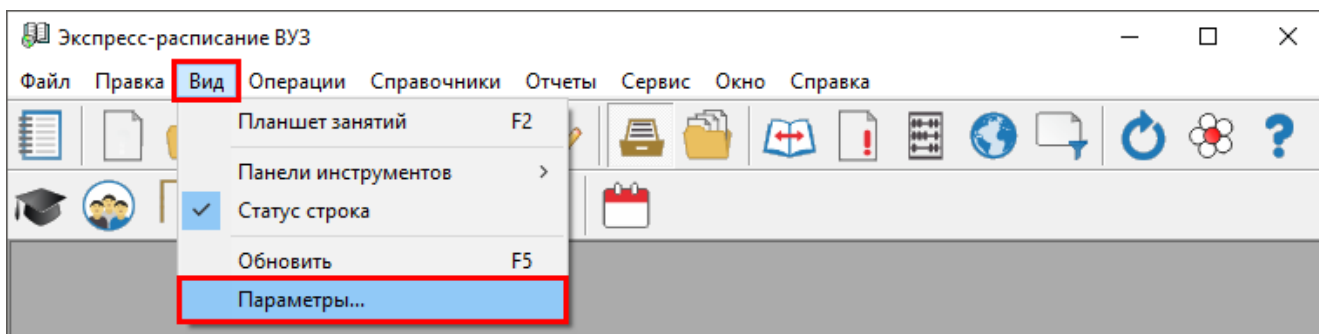 Экспресс-расписание ВУЗ
Файл Правка Вид Операции Справочники Отчеты Сервис Окно Справка
Планшет занятий F2
Панели инструментов
Статус строка
Обновить F5
Параметры...